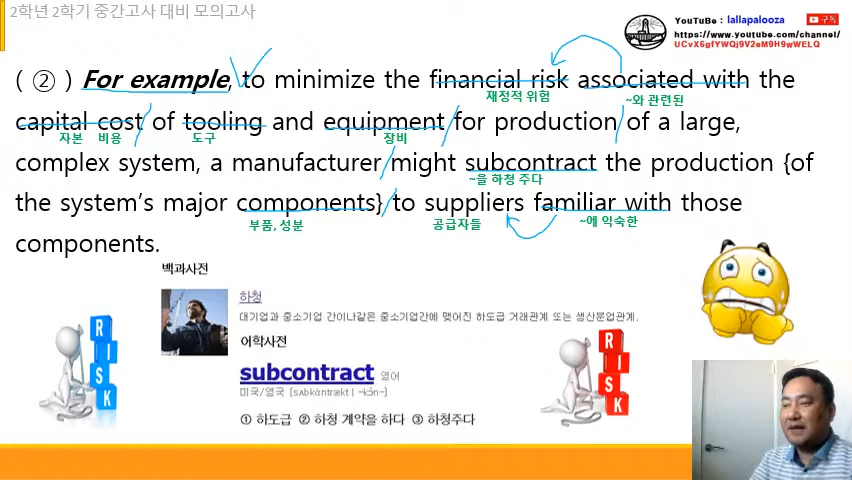 2학년 2학기 중간고사 대비 모의고사
YouTuBe : lallapalooza 구독
https://www.youtube.com/channel/
UCvX6gfYWQj9V2eM9H9wWELQ
( ② ) For example, to minimize the financial risk associated with the
재정적 위험 ~와 관련된
capital cost of tooling and equipment for production of a large,
자본 비용 도구 장비
complex system, a manufacturer might subcontract the production {of
~을 하청 주다
the system's major components} to suppliers familiar with those
부품, 성분 공급자들 ~에 익숙한
components.
백과사전
하청
대기업과 중소기업 간이나같은 중소기업간에 맺어진 하도급 거래관계 또는 생산분업관계.
어학사전
subcontract 영어
미국/영국 [sʌbkɑ́ntrækt | -kɔ́n-]
① 하도급 ② 하청 계약을 하다 ③ 하청주다
RISK
RISK